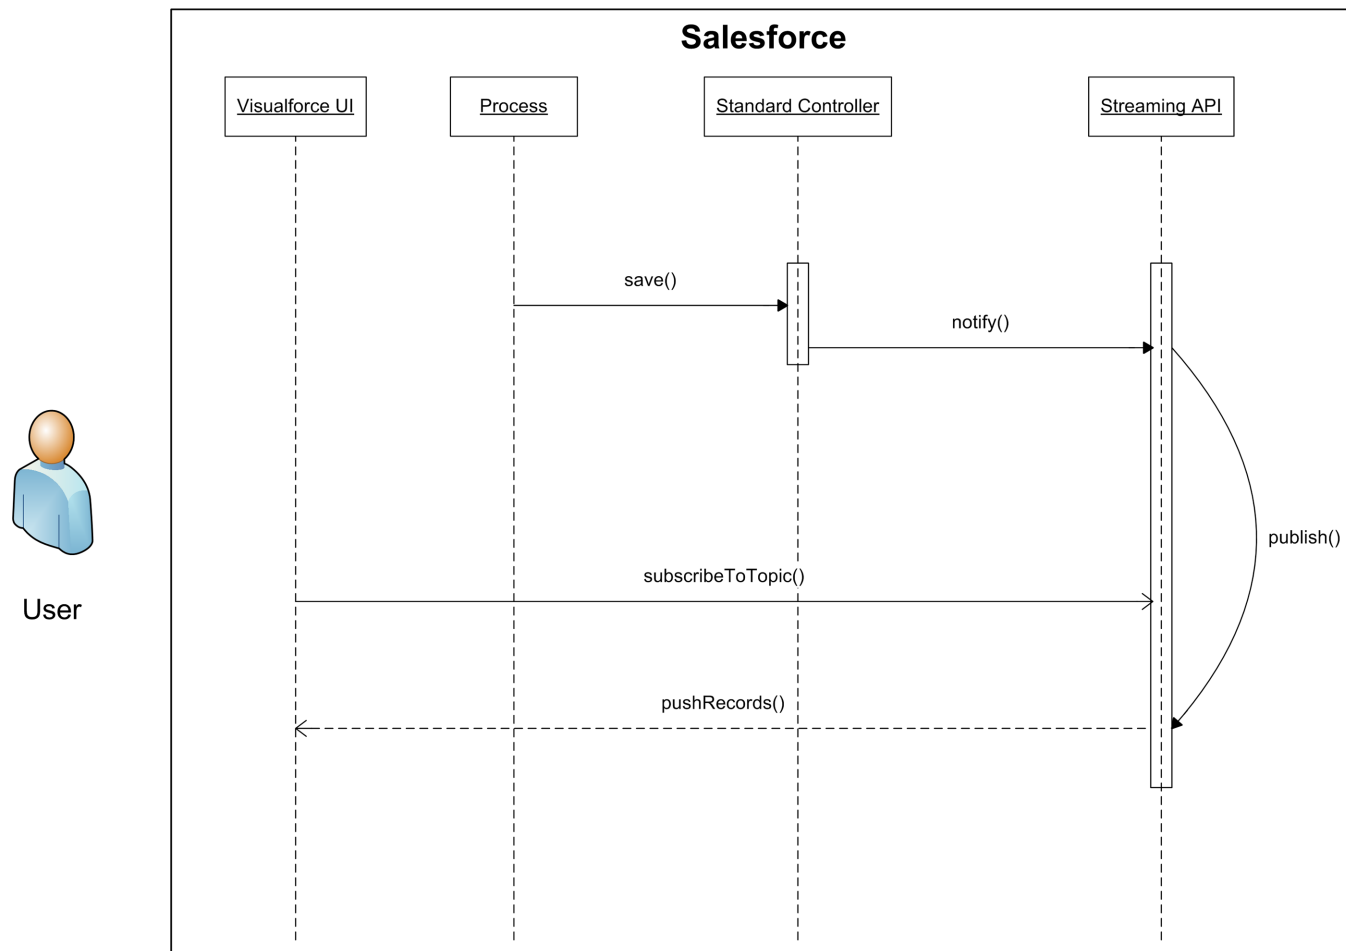 Salesforce
Visualforce UI
Process
Standard Controller
Streaming API
save()
notify()
publish()
subscribeToTopic()
User
pushRecords()